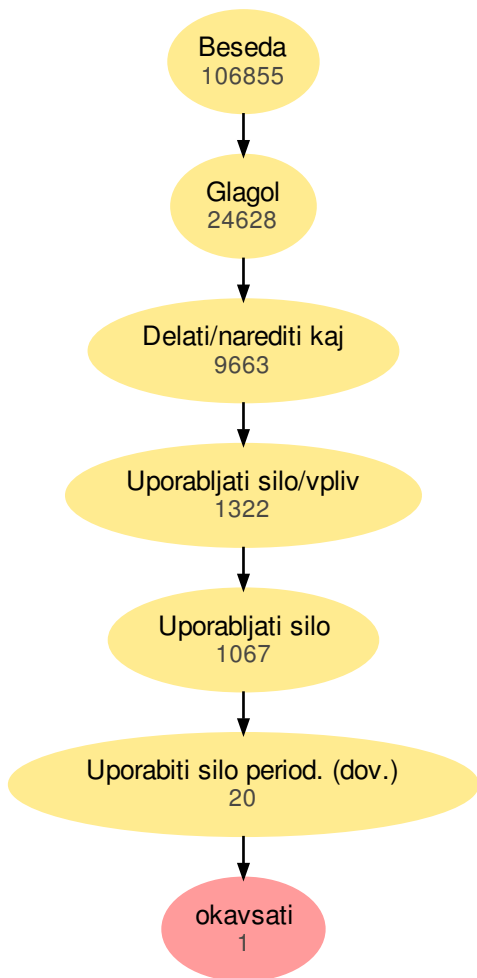 Beseda
106855
Glagol
24628
Delati/narediti kaj
9663
Uporabljati silo/vpliv
1322
Uporabljati silo
1067
Uporabiti silo period. (dov.)
20
okavsati
1